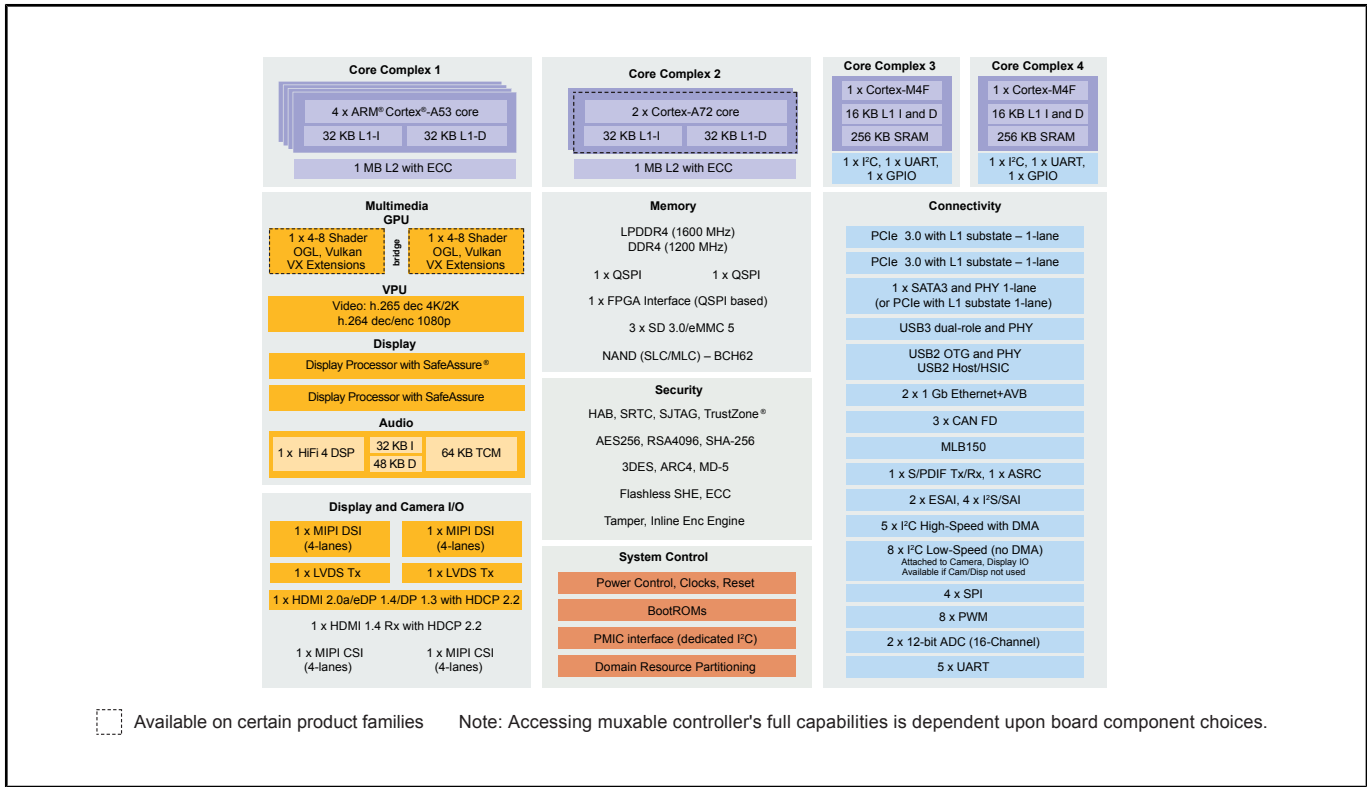 Core Complex 1
4 x ARM® Cortex®-A53 core
32 KB L1-I
32 KB L1-D
1 MB L2 with ECC
Core Complex 2
2 x Cortex-A72 core
32 KB L1-I
32 KB L1-D
1 MB L2 with ECC
Core Complex 3
1 x Cortex-M4F
16 KB L1 I and D
256 KB SRAM
1 x I²C, 1 x UART,
1 x GPIO
Core Complex 4
1 x Cortex-M4F
16 KB L1 I and D
256 KB SRAM
1 x I²C, 1 x UART,
1 x GPIO
Multimedia
GPU
1 x 4-8 Shader
OGL, Vulkan
VX Extensions
bridge
1 x 4-8 Shader
OGL, Vulkan
VX Extensions
VPU
Video: h.265 dec 4K/2K
h.264 dec/enc 1080p
Display
Display Processor with SafeAssure®
Display Processor with SafeAssure
Audio
1 x HiFi 4 DSP
32 KB I
48 KB D
64 KB TCM
Display and Camera I/O
1 x MIPI DSI
(4-lanes)
1 x MIPI DSI
(4-lanes)
1 x LVDS Tx
1 x LVDS Tx
1 x HDMI 2.0a/eDP 1.4/DP 1.3 with HDCP 2.2
1 x HDMI 1.4 Rx with HDCP 2.2
1 x MIPI CSI
(4-lanes)
1 x MIPI CSI
(4-lanes)
Memory
LPDDR4 (1600 MHz)
DDR4 (1200 MHz)
1 x QSPI
1 x QSPI
1 x FPGA Interface (QSPI based)
3 x SD 3.0/eMMC 5
NAND (SLC/MLC) – BCH62
Security
HAB, SRTC, SJTAG, TrustZone®
AES256, RSA4096, SHA-256
3DES, ARC4, MD-5
Flashless SHE, ECC
Tamper, Inline Enc Engine
System Control
Power Control, Clocks, Reset
BootROMs
PMIC interface (dedicated I²C)
Domain Resource Partitioning
Connectivity
PCIe 3.0 with L1 substate – 1-lane
PCIe 3.0 with L1 substate – 1-lane
1 x SATA3 and PHY 1-lane
(or PCIe with L1 substate 1-lane)
USB3 dual-role and PHY
USB2 OTG and PHY
USB2 Host/HSIC
2 x 1 Gb Ethernet+AVB
3 x CAN FD
MLB150
1 x S/PDIF Tx/Rx, 1 x ASRC
2 x ESAI, 4 x I²S/SAI
5 x I²C High-Speed with DMA
8 x I²C Low-Speed (no DMA)
Attached to Camera, Display IO
Available if Cam/Disp not used
4 x SPI
8 x PWM
2 x 12-bit ADC (16-Channel)
5 x UART
Available on certain product families
Note: Accessing muxable controller's full capabilities is dependent upon board component choices.